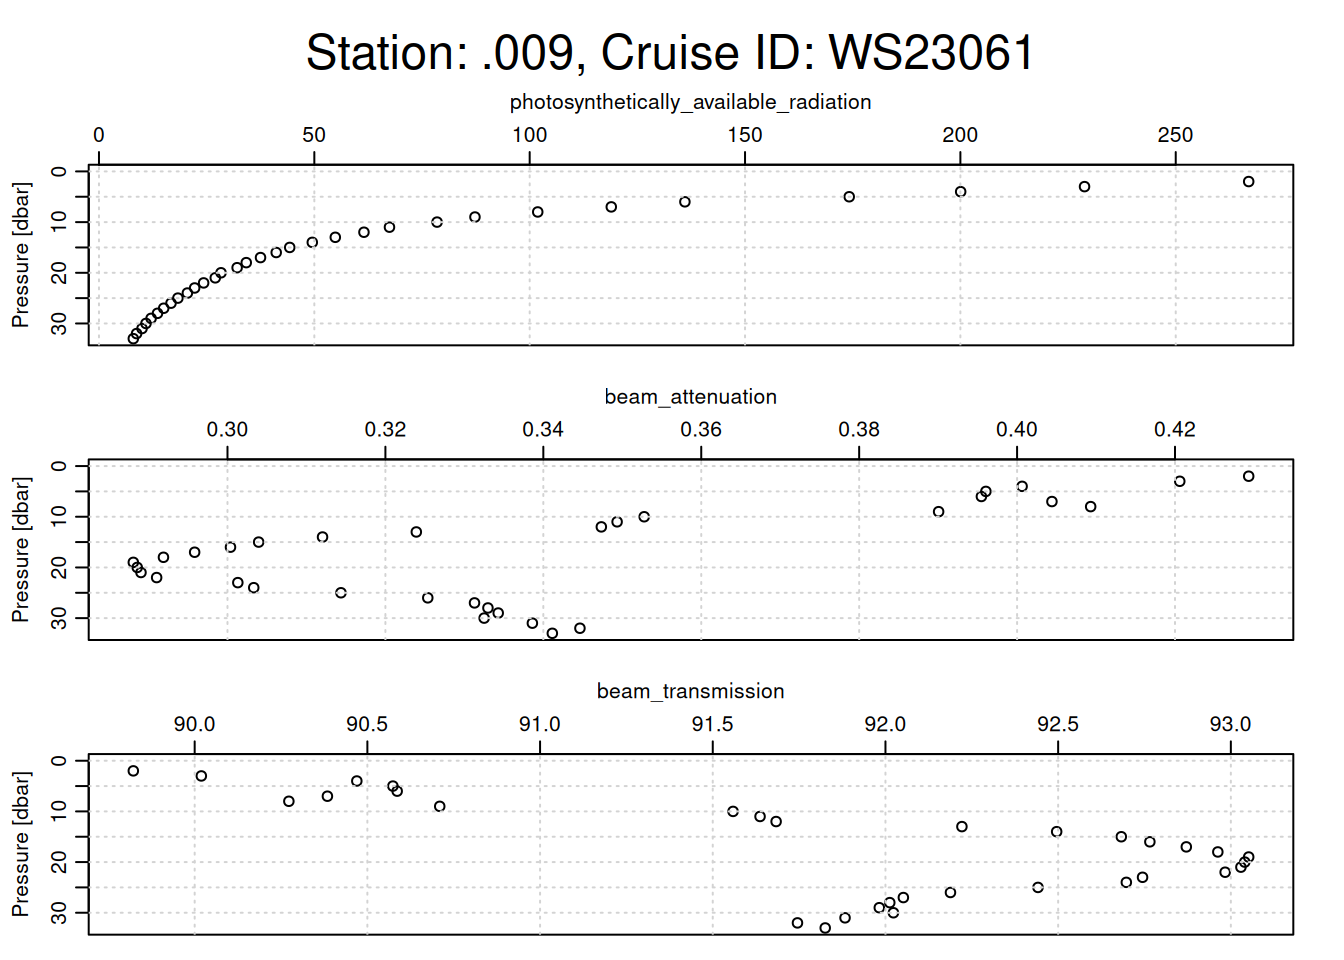 Station: .009, Cruise ID: WS23061
photosynthetically_available_radiation
0 50 100 150 200 250
Pressure [dbar]
0
10
20
30
beam_attenuation
0.30 0.32 0.34 0.36 0.38 0.40 0.42
Pressure [dbar]
0
10
20
30
beam_transmission
90.0 90.5 91.0 91.5 92.0 92.5 93.0
Pressure [dbar]
0
10
20
30